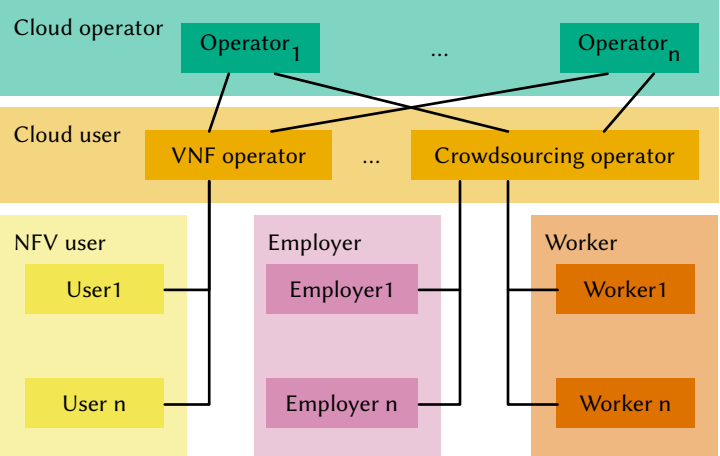 Cloud operator
Operator1
...
Operatorn
Cloud user
VNF operator
...
Crowdsourcing operator
NFV user
Employer
Worker
User1
Employer1
Worker1
User n
Employer n
Worker n